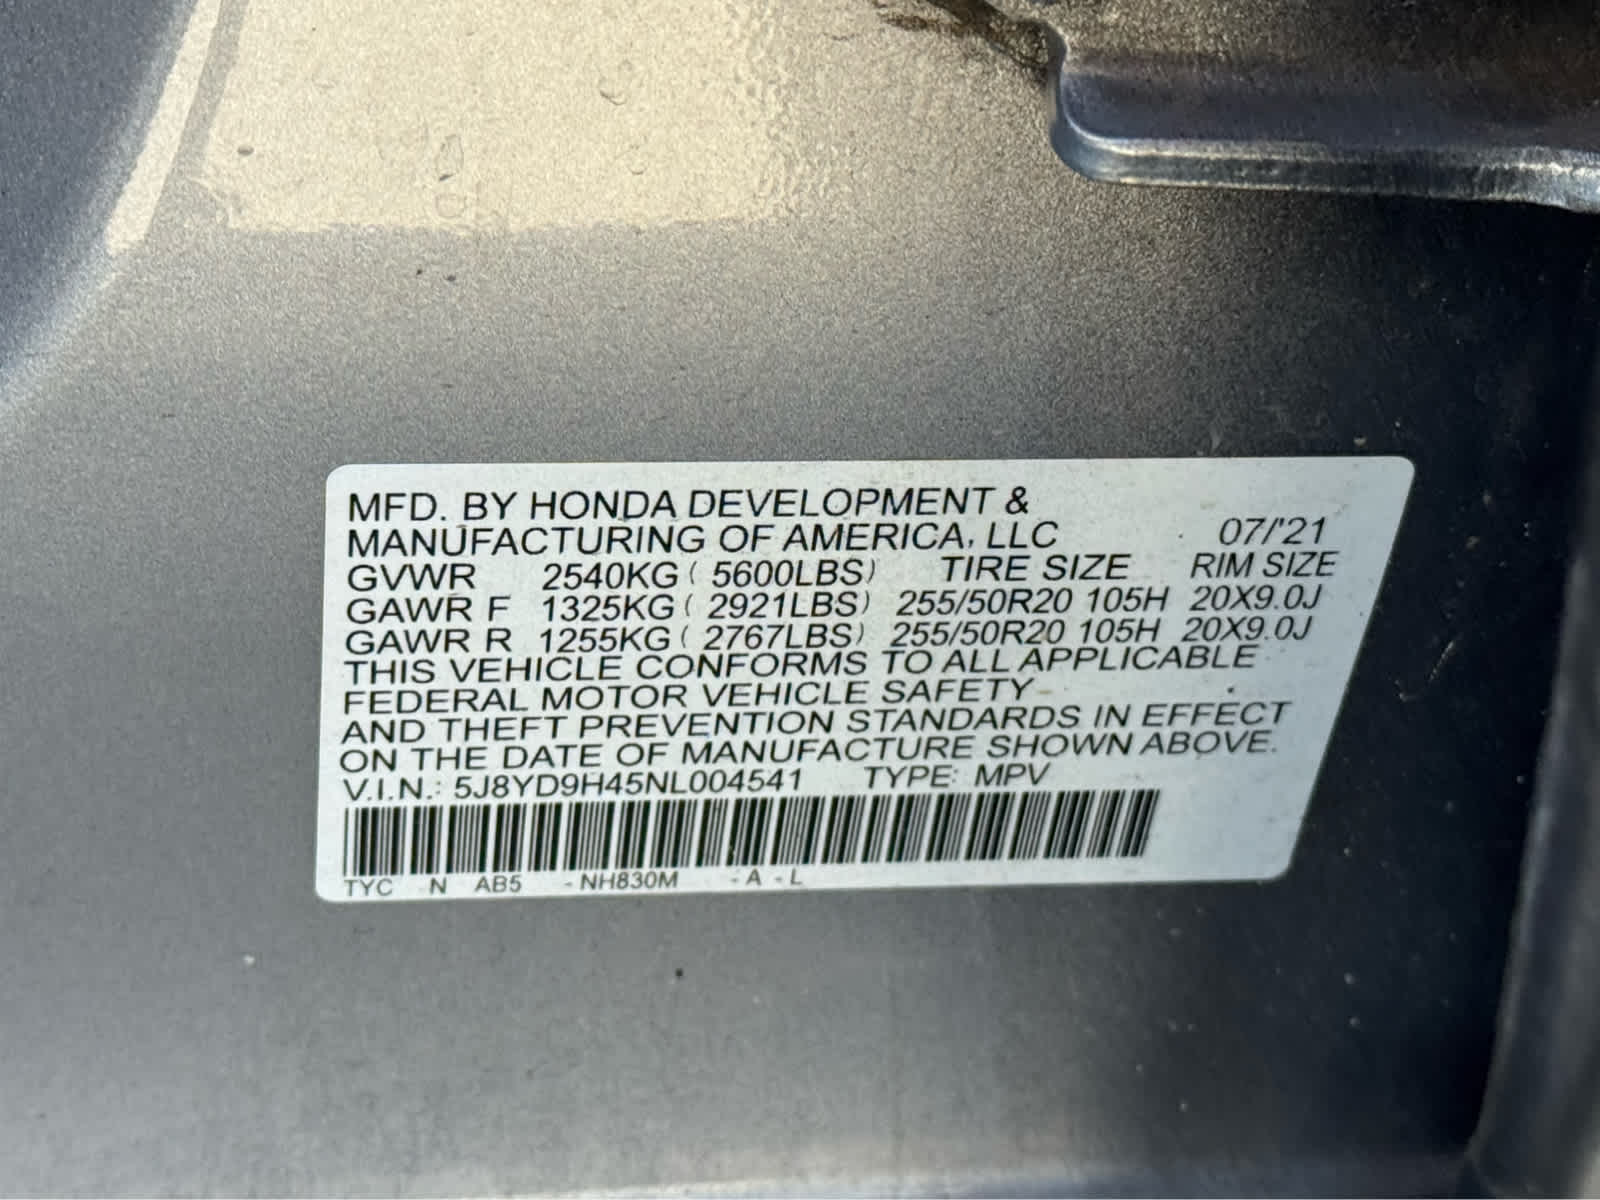 MFD. BY HONDA DEVELOPMENT &
MANUFACTURING OF AMERICA, LLC 07/'21
GVWR 2540KG ( 5600LBS) TIRE SIZE RIM SIZE
GAWR F 1325KG ( 2921LBS) 255/50R20 105H 20X9.0J
GAWR R 1255KG ( 2767LBS) 255/50R20 105H 20X9.0J
THIS VEHICLE CONFORMS TO ALL APPLICABLE
FEDERAL MOTOR VEHICLE SAFETY
AND THEFT PREVENTION STANDARDS IN EFFECT
ON THE DATE OF MANUFACTURE SHOWN ABOVE.
V.I.N.: 5J8YD9H45NL004541 TYPE: MPV
TYC -N AB5 -NH830M -A -L